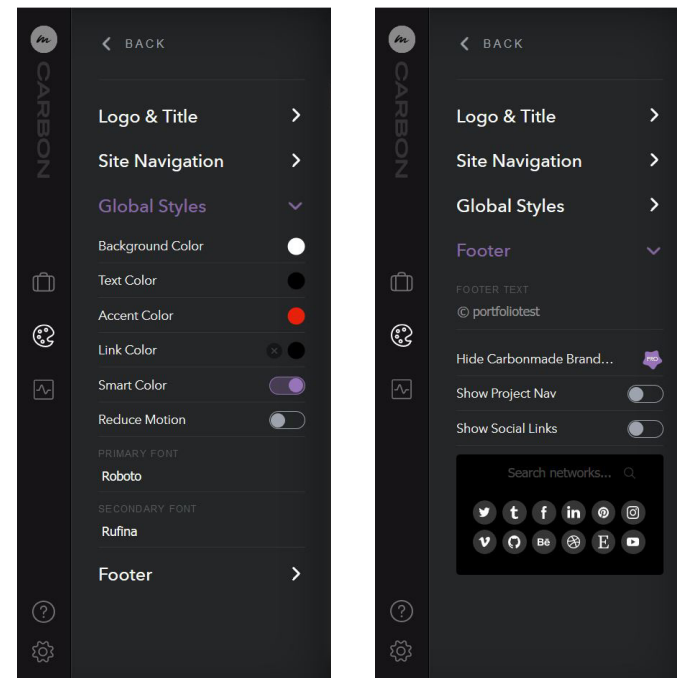 m
CARBON
BACK
Logo & Title
Site Navigation
Global Styles
Background Color
Text Color
Accent Color
Link Color
Smart Color
Reduce Motion
PRIMARY FONT
Roboto
SECONDARY FONT
Rufina
Footer
?
m
CARBON
BACK
Logo & Title
Site Navigation
Global Styles
Footer
FOOTER TEXT
© portfoliotest
Hide Carbonmade Brand...
PRO
Show Project Nav
Show Social Links
Search networks...
t f in
Bē E
?